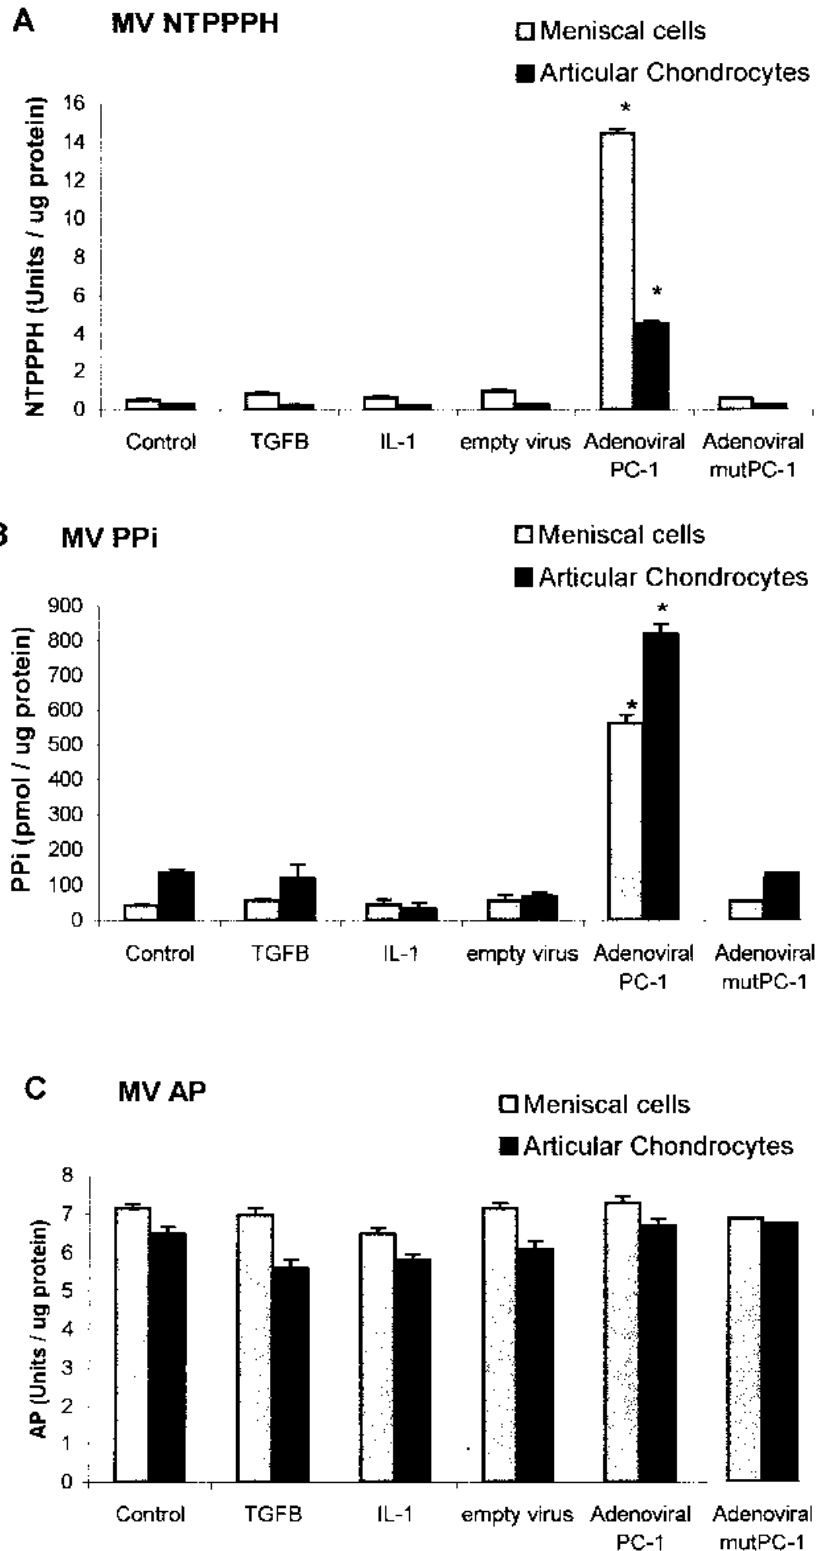 A MV NTPPPH
Meniscal cells
Articular Chondrocytes
NTPPPH (Units / ug protein)
16
14
12
10
8
6
4
2
0
*
*
Control TGFB IL-1 empty virus Adenoviral PC-1 Adenoviral mutPC-1
B MV PPi
Meniscal cells
Articular Chondrocytes
PPi (pmol / ug protein)
900
800
700
600
500
400
300
200
100
0
*
*
Control TGFB IL-1 empty virus Adenoviral PC-1 Adenoviral mutPC-1
C MV AP
Meniscal cells
Articular Chondrocytes
AP (Units / ug protein)
8
7
6
5
4
3
2
1
0
Control TGFB IL-1 empty virus Adenoviral PC-1 Adenoviral mutPC-1